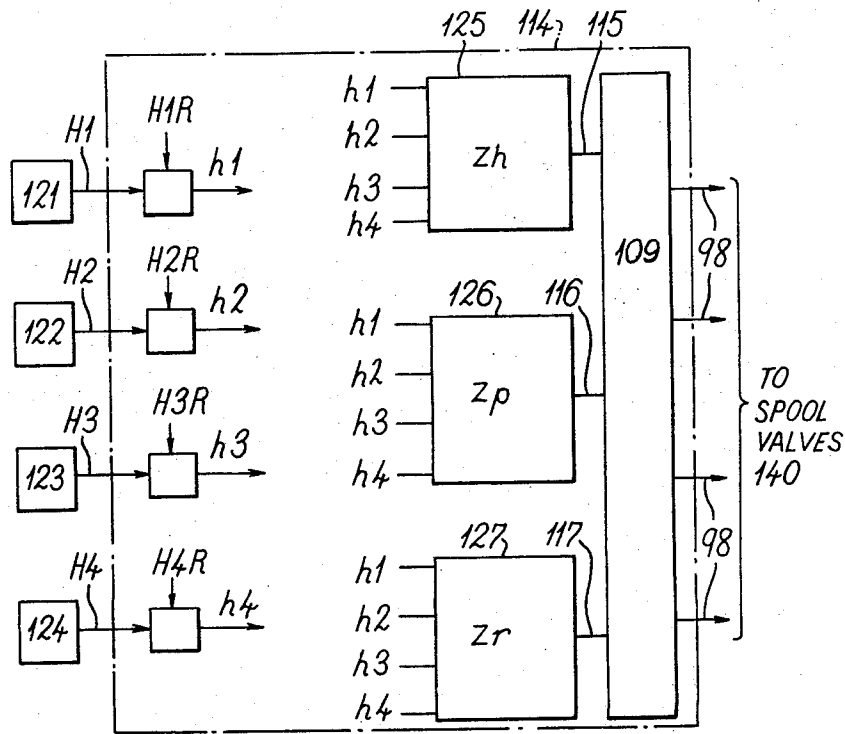 125
114
115
H1
H1R
h1
121
h1
h2
h3
h4
Zh
109
98
H2
H2R
h2
122
126
116
h1
h2
h3
h4
Zp
TO
SPOOL
VALVES
140
H3
H3R
h3
123
127
117
98
H4
H4R
h4
124
h1
h2
h3
h4
Zr